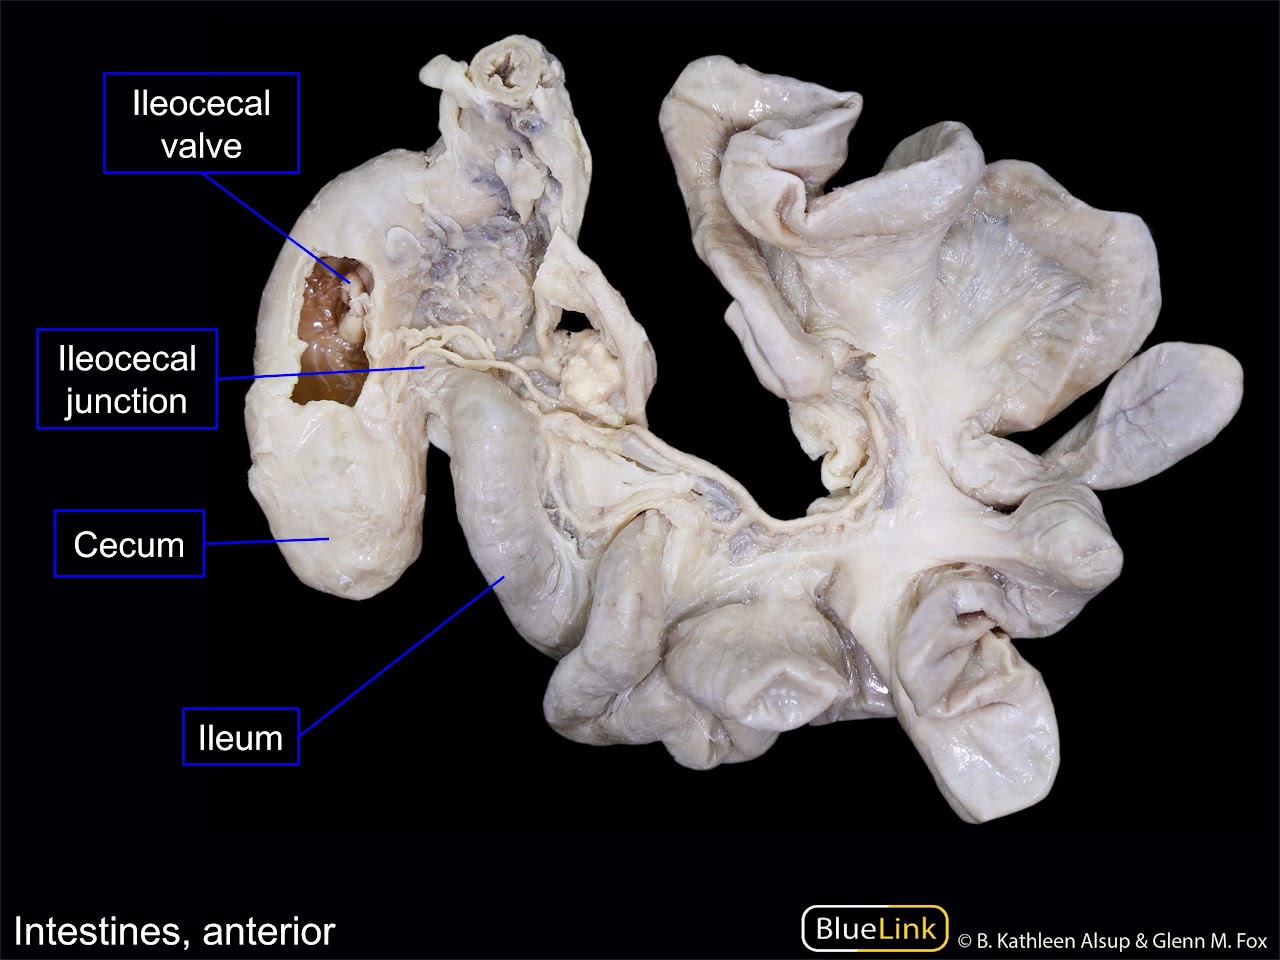 Ileocecal
valve
Ileocecal
junction
Cecum
Ileum
Intestines, anterior
BlueLink
© B. Kathleen Alsup & Glenn M. Fox